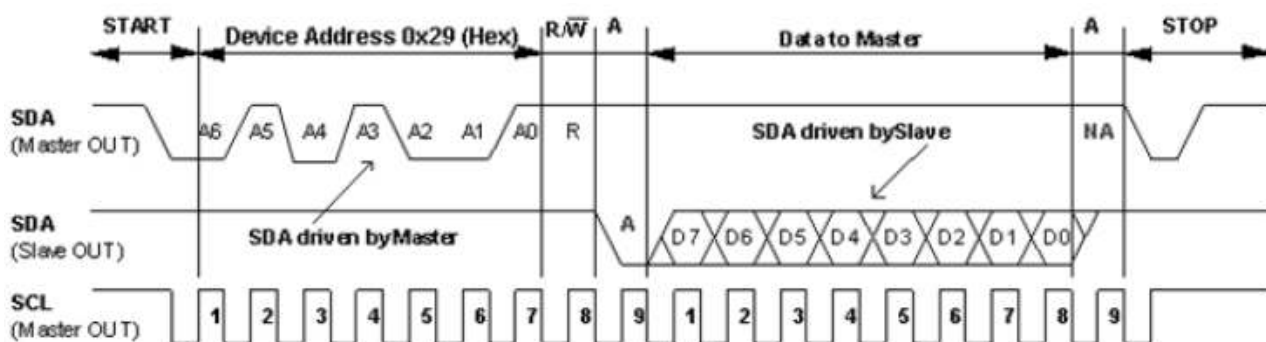 START Device Address 0x29 (Hex) R/W̅ A Data to Master A STOP
SDA A6 A5 A4 A3 A2 A1 A0 R SDA driven bySlave NA
(Master OUT)
SDA SDA driven byMaster A D7 D6 D5 D4 D3 D2 D1 D0
(Slave OUT)
SCL 1 2 3 4 5 6 7 8 9 1 2 3 4 5 6 7 8 9
(Master OUT)